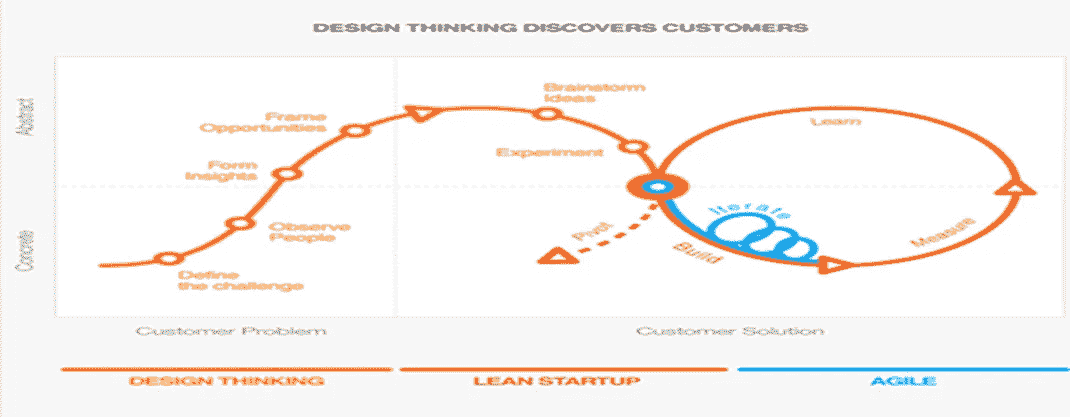 DESIGN THINKING DISCOVERS CUSTOMERS
Abstract
Concrete
Brainstorm
Ideas
Frame
Opportunities
Experiment
Form
Insights
Observe
People
Define
the challenge
Learn
Iterate
Pivot
Build
Measure
Customer Problem
Customer Solution
DESIGN THINKING
LEAN STARTUP
AGILE